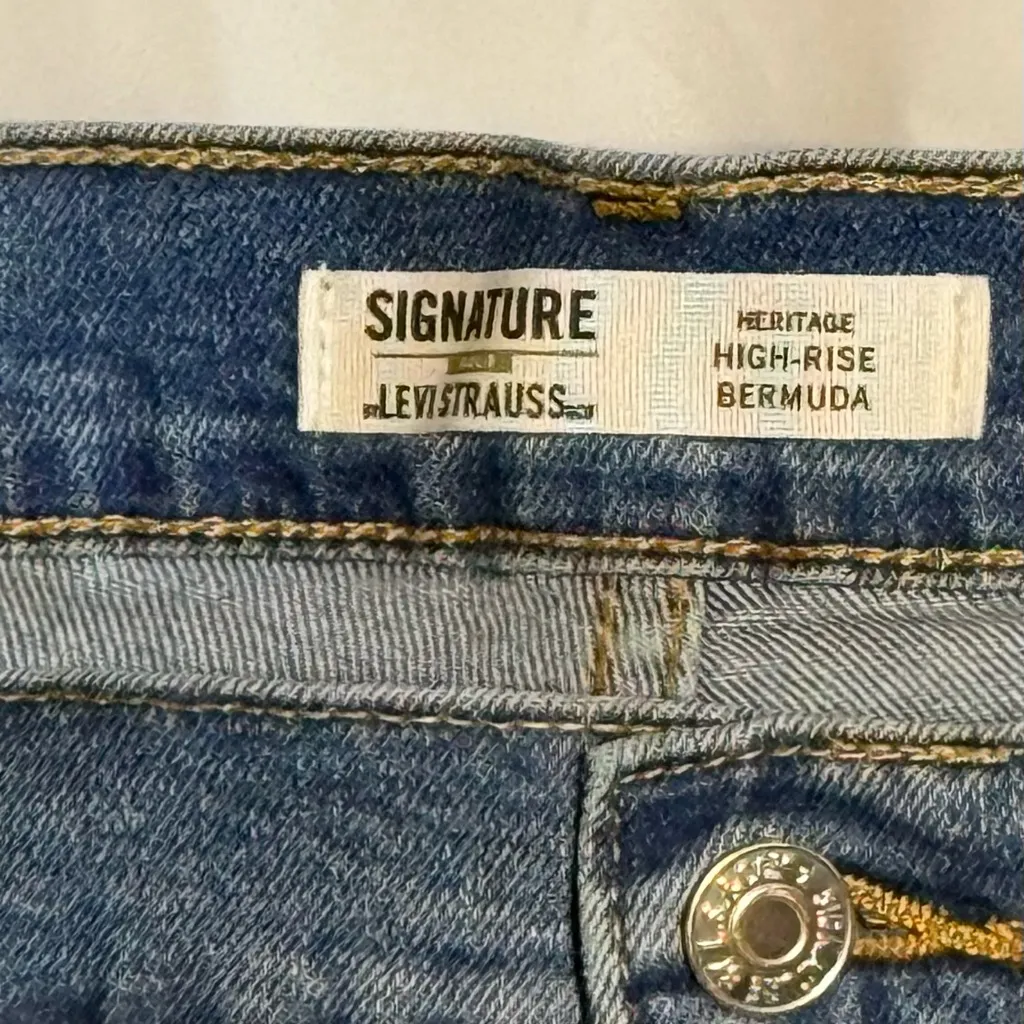 SIGNATURE
LEVI STRAUSS
HERITAGE
HIGH-RISE
BERMUDA